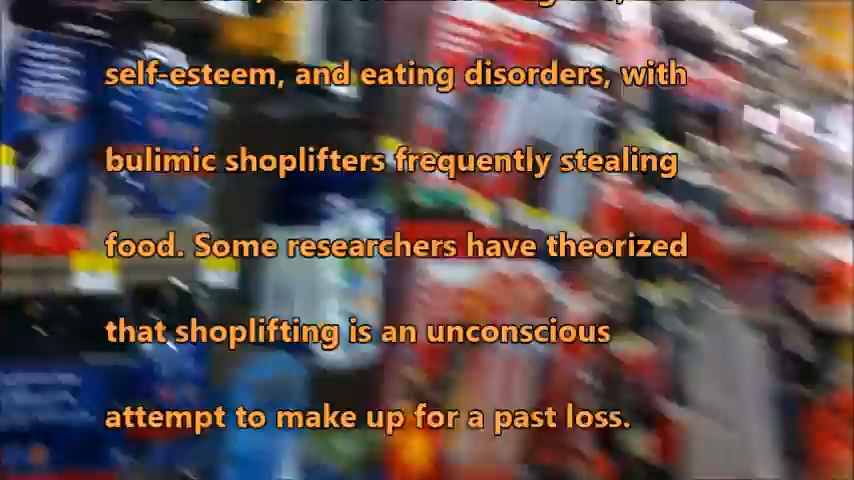 self-esteem, and eating disorders, with
bulimic shoplifters frequently stealing
food. Some researchers have theorized
that shoplifting is an unconscious
attempt to make up for a past loss.